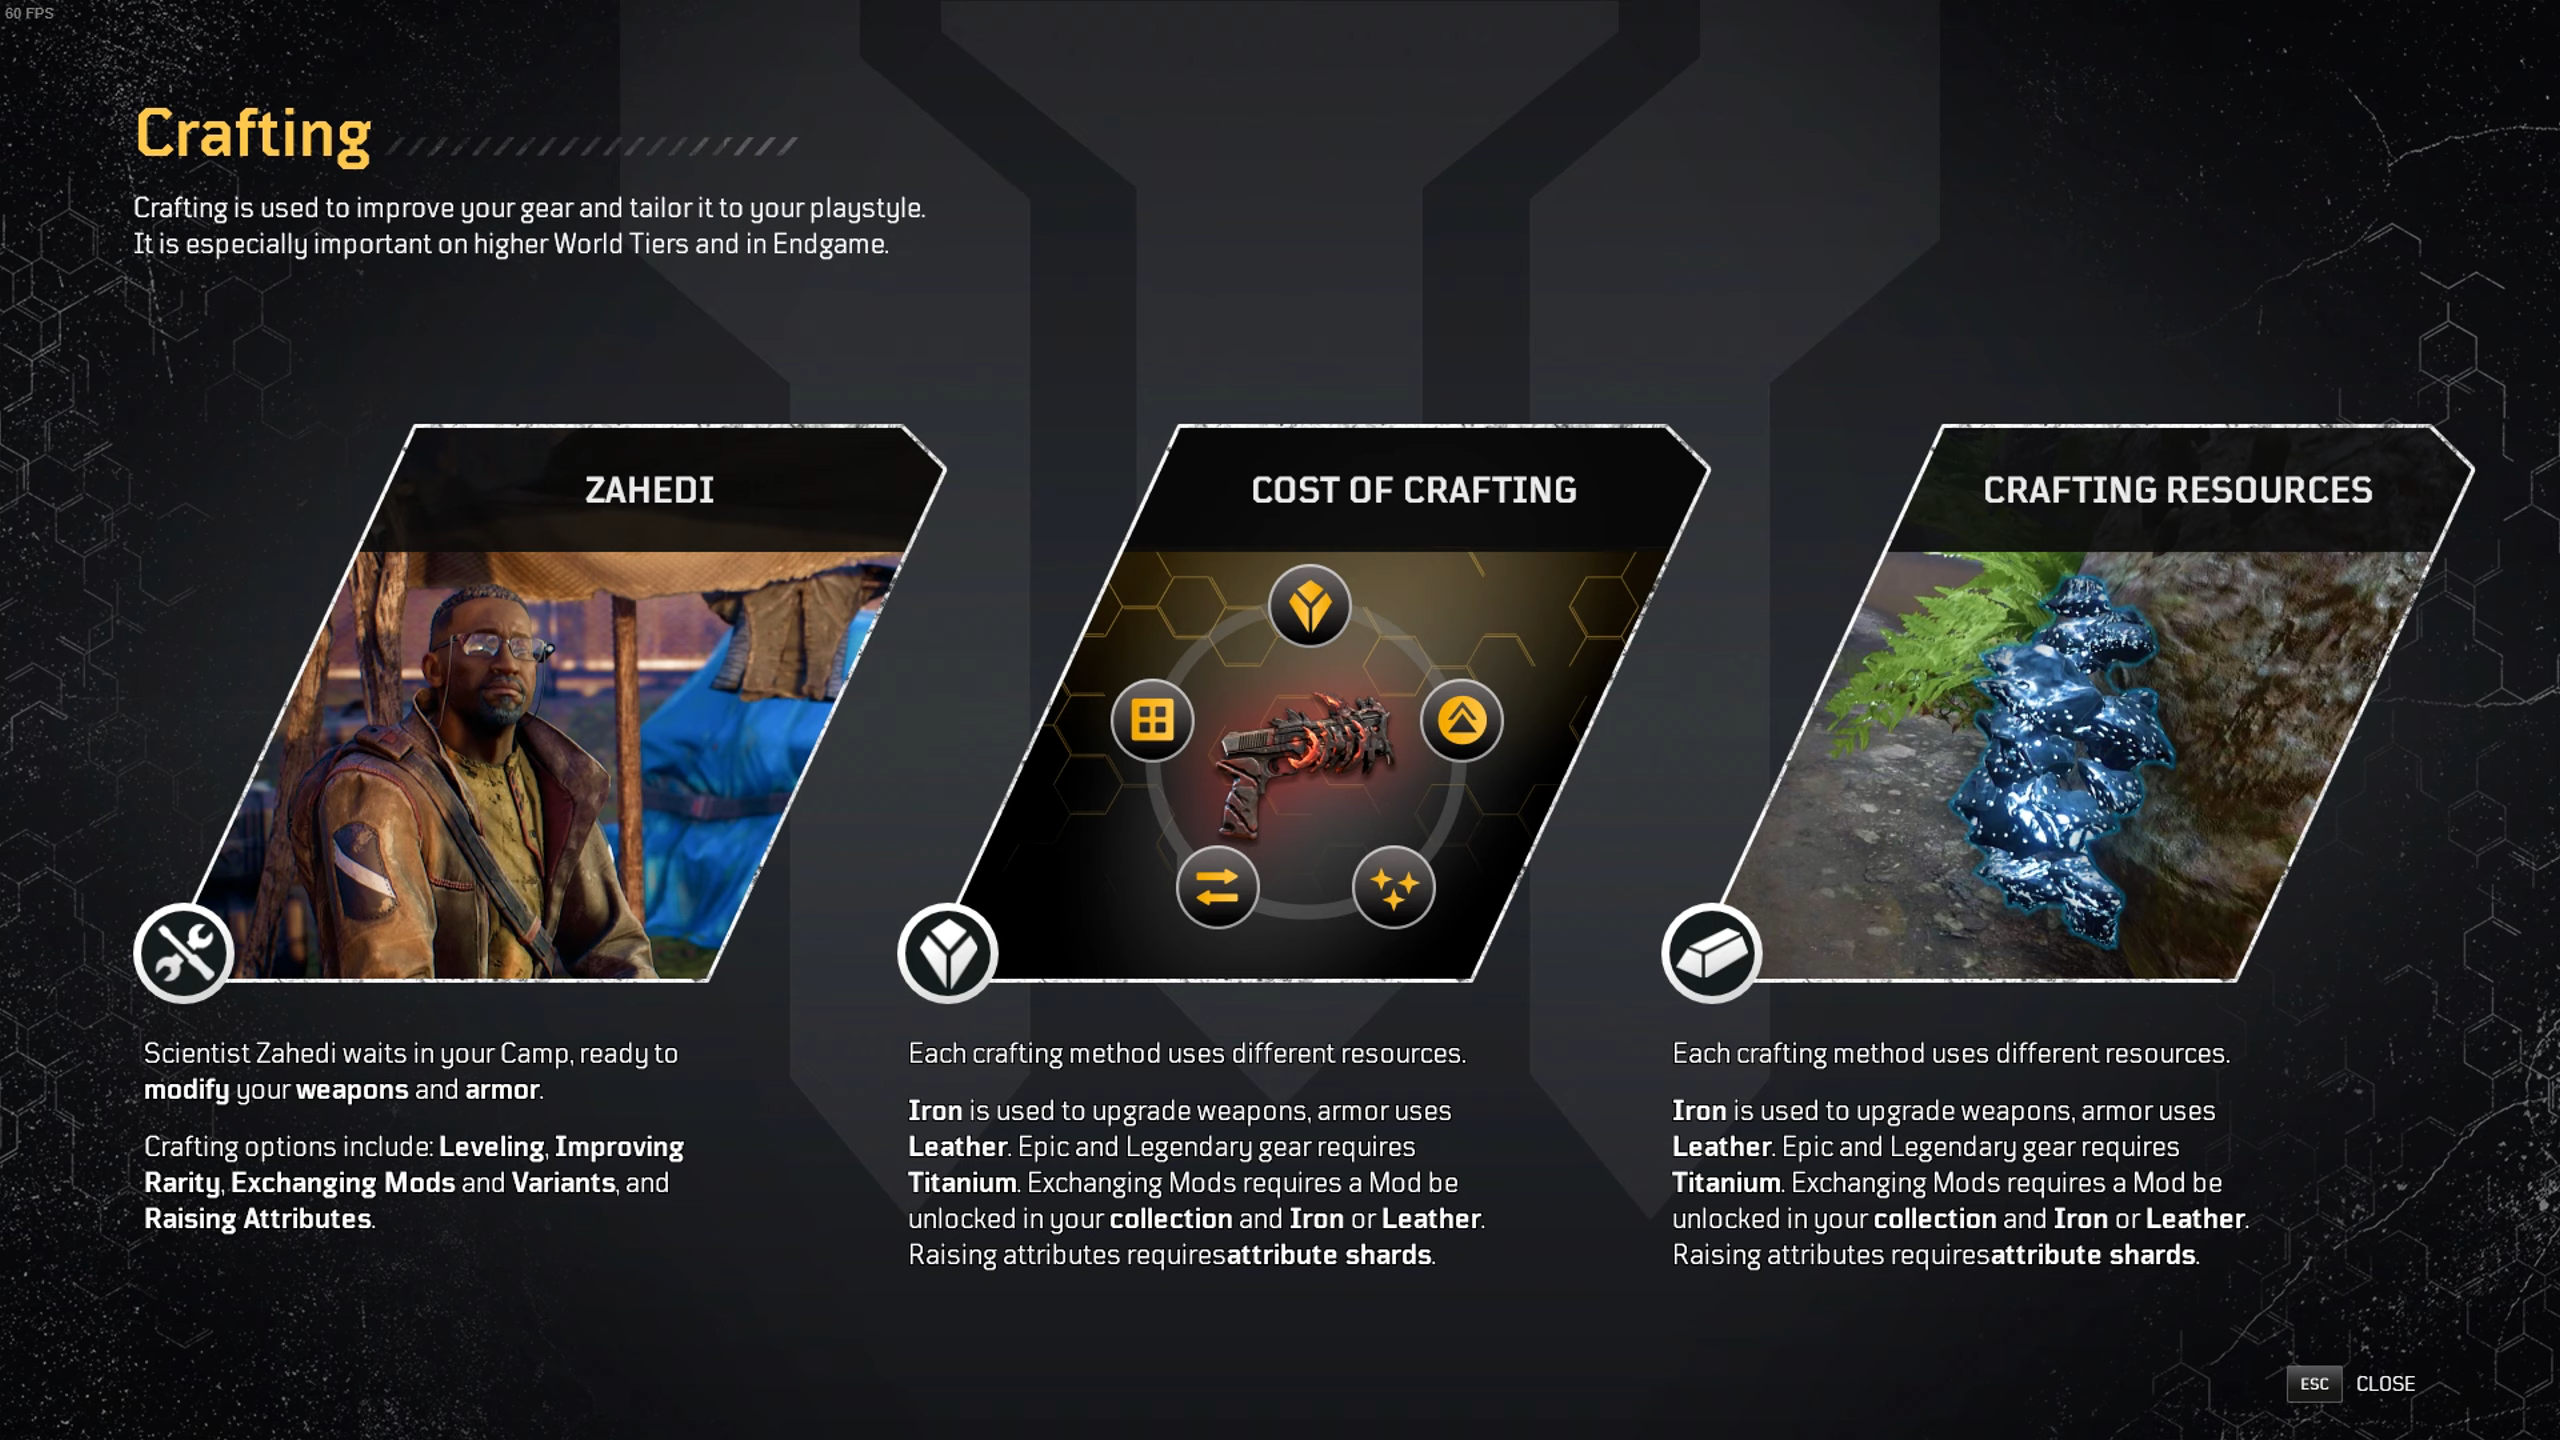 60 FPS
Crafting
Crafting is used to improve your gear and tailor it to your playstyle.
It is especially important on higher World Tiers and in Endgame.
ZAHEDI
Scientist Zahedi waits in your Camp, ready to
modify your weapons and armor.
Crafting options include: Leveling, Improving
Rarity, Exchanging Mods and Variants, and
Raising Attributes.
COST OF CRAFTING
Each crafting method uses different resources.
Iron is used to upgrade weapons, armor uses
Leather. Epic and Legendary gear requires
Titanium. Exchanging Mods requires a Mod be
unlocked in your collection and Iron or Leather.
Raising attributes requiresattribute shards.
CRAFTING RESOURCES
Each crafting method uses different resources.
Iron is used to upgrade weapons, armor uses
Leather. Epic and Legendary gear requires
Titanium. Exchanging Mods requires a Mod be
unlocked in your collection and Iron or Leather.
Raising attributes requiresattribute shards.
ESC CLOSE